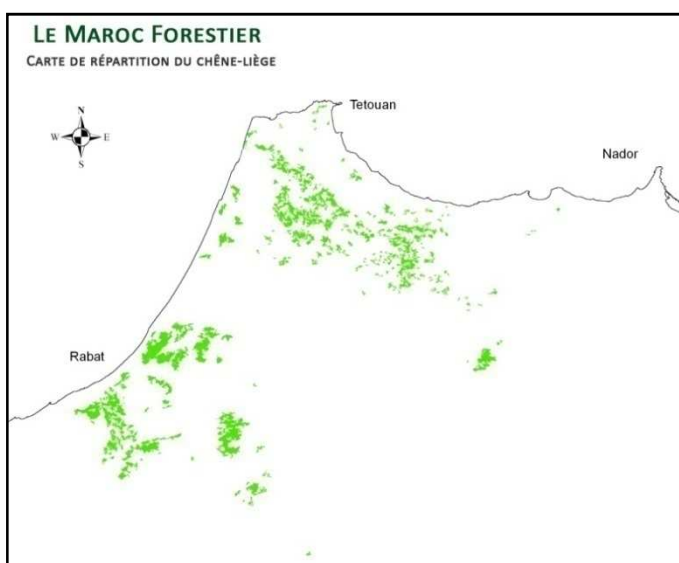 LE MAROC FORESTIER
CARTE DE RÉPARTITION DU CHÊNE-LIÈGE
Tetouan
N
W E
S
Nador
Rabat